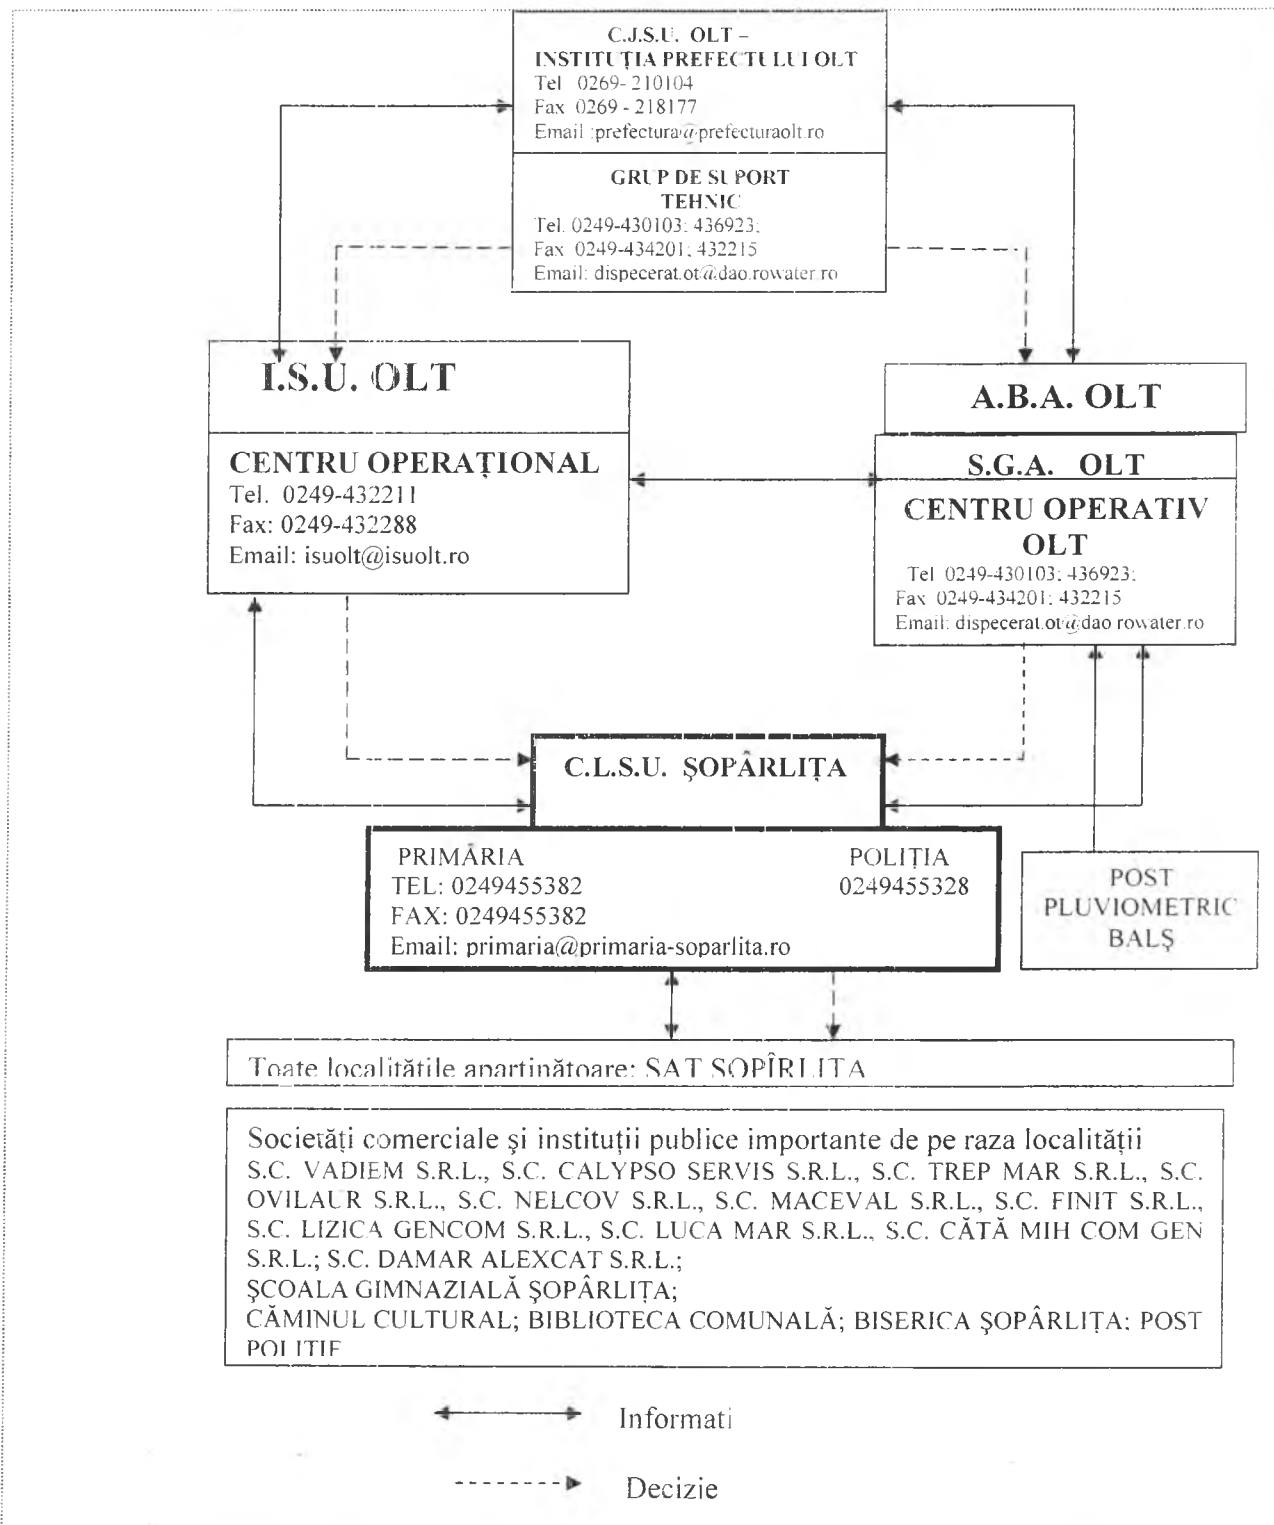 C.J.S.U. OLT –
INSTITUȚIA PREFECTULUI OLT
Tel 0269- 210104
Fax 0269 - 218177
Email :prefectura@prefecturaolt.ro
GRUP DE SUPORT
TEHNIC
Tel. 0249-430103; 436923;
Fax 0249-434201; 432215
Email: dispecerat.ot@dao.rowater.ro
I.S.U. OLT
CENTRU OPERAȚIONAL
Tel. 0249-432211
Fax: 0249-432288
Email: isuolt@isuolt.ro
A.B.A. OLT
S.G.A. OLT
CENTRU OPERATIV
OLT
Tel 0249-430103; 436923;
Fax 0249-434201; 432215
Email: dispecerat.ot@dao.rowater.ro
C.L.S.U. ŞOPÂRLIȚA
PRIMĂRIA
TEL: 0249455382
FAX: 0249455382
Email: primaria@primaria-soparlita.ro
POLIȚIA
0249455328
POST
PLUVIOMETRIC
BALŞ
Toate localitățile aparținătoare: SAT ȘOPÎRLIȚA
Societăți comerciale și instituții publice importante de pe raza localității
S.C. VADIEM S.R.L., S.C. CALYPSO SERVIS S.R.L., S.C. TREP MAR S.R.L., S.C.
OVILAUR S.R.L., S.C. NELCOV S.R.L., S.C. MACEVAL S.R.L., S.C. FINIT S.R.L.,
S.C. LIZICA GENCOM S.R.L., S.C. LUCA MAR S.R.L., S.C. CĂTĂ MIH COM GEN
S.R.L.; S.C. DAMAR ALEXCAT S.R.L.;
ŞCOALA GIMNAZIALĂ ŞOPÂRLIȚA;
CĂMINUL CULTURAL; BIBLIOTECA COMUNALĂ; BISERICA ŞOPÂRLIȚA; POST
POLIȚIE
Informati
Decizie